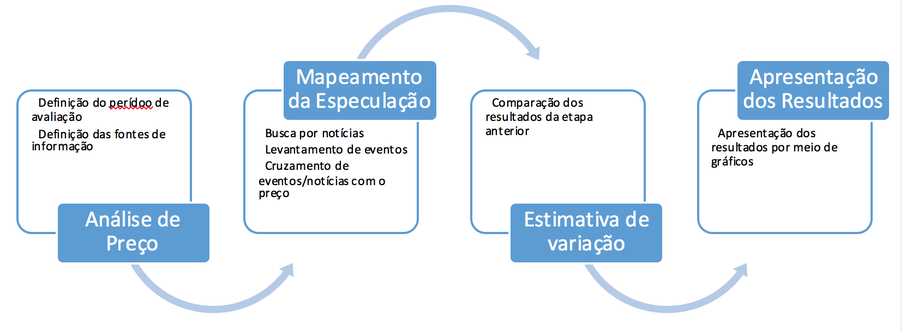 Definição do perídoo de
avaliação
Definição das fontes de
informação
Análise de
Preço
Mapeamento
da Especulação
Busca por notícias
Levantamento de eventos
Cruzamento de
eventos/notícias com o
preço
Comparação dos
resultados da etapa
anterior
Estimativa de
variação
Apresentação
dos Resultados
Apresentação dos
resultados por meio de
gráficos